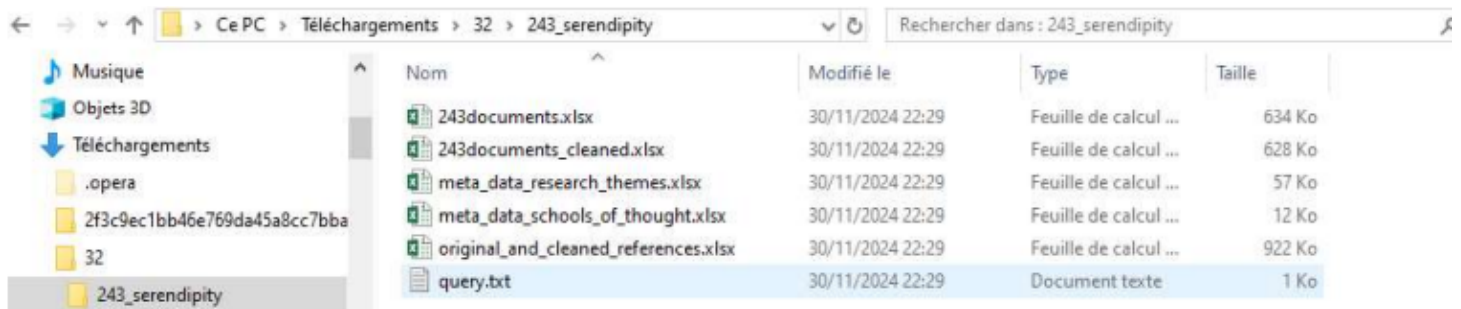 Ce PC > Téléchargements > 32 > 243_serendipity Rechercher dans : 243_serendipity
Musique
Objets 3D
Téléchargements
.opera
2f3c9ec1bb46e769da45a8cc7bba
32
243_serendipity
Nom Modifié le Type Taille
243documents.xlsx 30/11/2024 22:29 Feuille de calcul ... 634 Ko
243documents_cleaned.xlsx 30/11/2024 22:29 Feuille de calcul ... 628 Ko
meta_data_research_themes.xlsx 30/11/2024 22:29 Feuille de calcul ... 57 Ko
meta_data_schools_of_thought.xlsx 30/11/2024 22:29 Feuille de calcul ... 12 Ko
original_and_cleaned_references.xlsx 30/11/2024 22:29 Feuille de calcul ... 922 Ko
query.txt 30/11/2024 22:29 Document texte 1 Ko